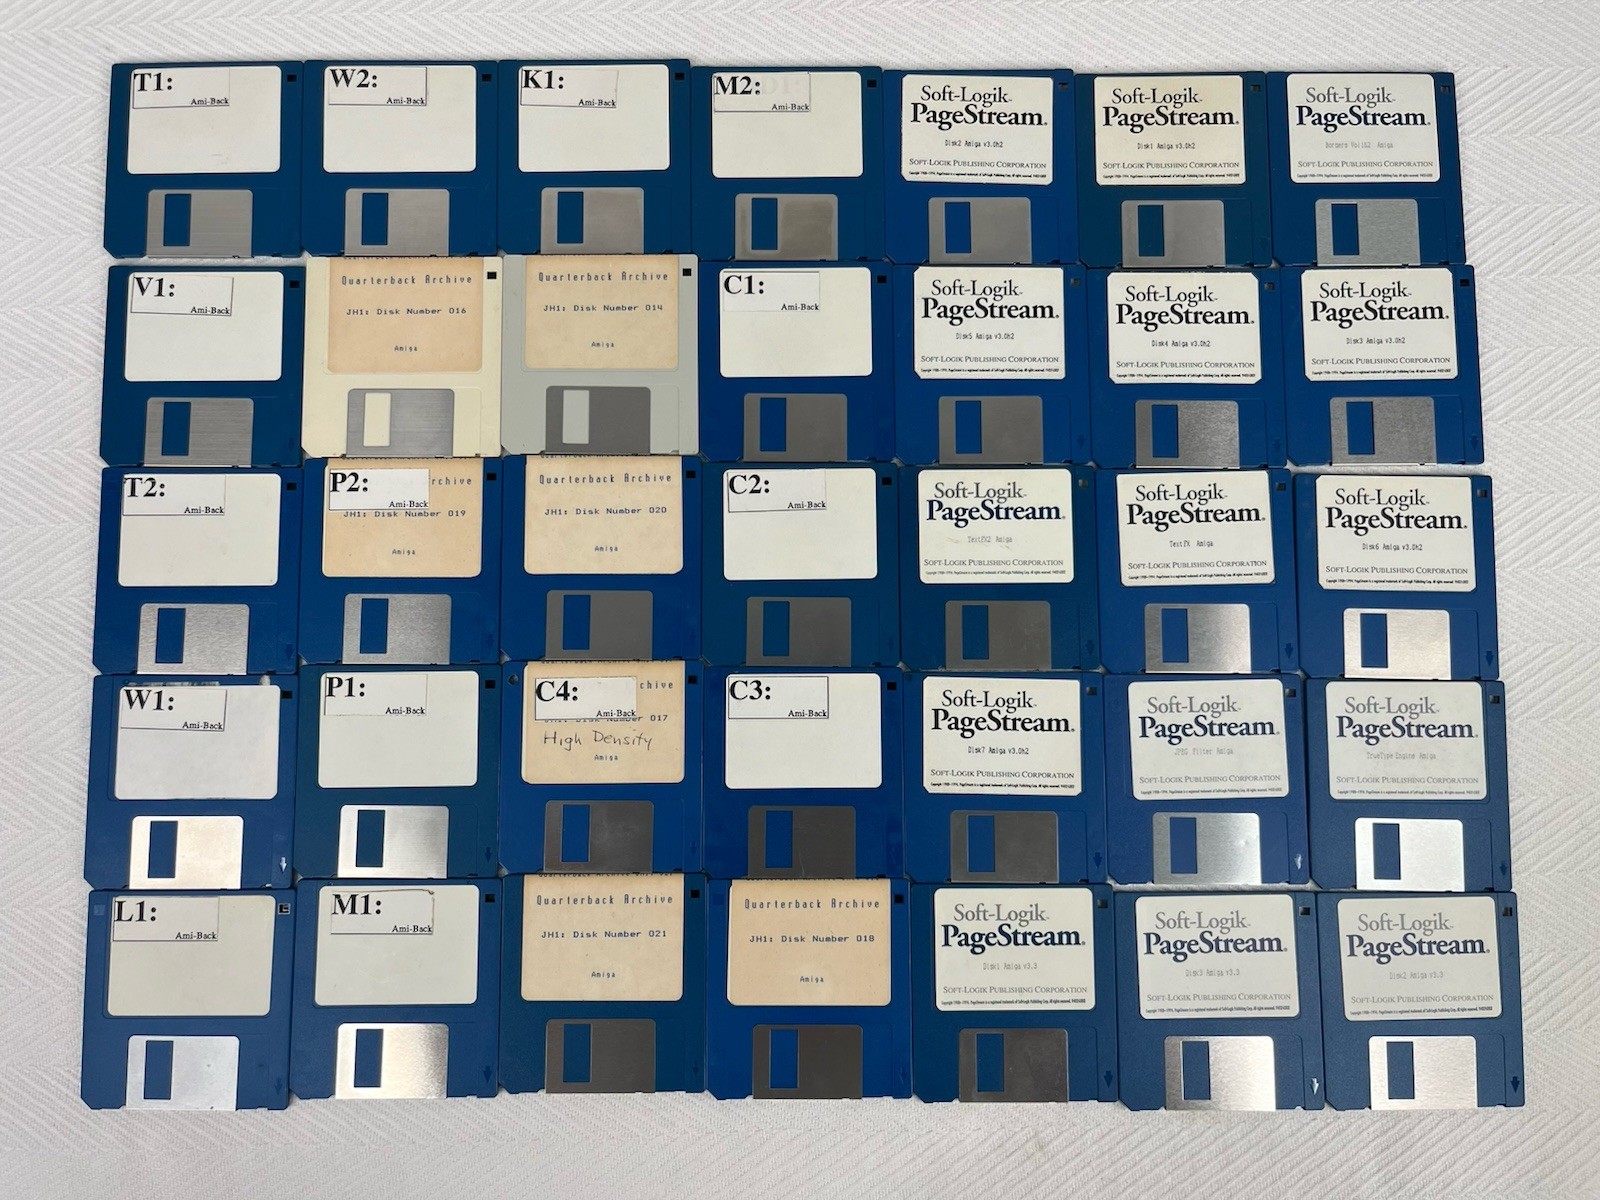 T1:
Ami-Back
W2:
Ami-Back
K1:
Ami-Back
M2:
Ami-Back
Soft-Logik
PageStream®
Disk2 Amiga v3.0h2
SOFT-LOGIK PUBLISHING CORPORATION
Soft-Logik
PageStream®
Disk1 Amiga v3.0h2
SOFT-LOGIK PUBLISHING CORPORATION
Soft-Logik
PageStream®
Borders Amiga
SOFT-LOGIK PUBLISHING CORPORATION
V1:
Ami-Back
Quarterback Archive
JH1: Disk Number 016
Amiga
Quarterback Archive
JH1: Disk Number 014
Amiga
C1:
Ami-Back
Soft-Logik
PageStream®
Disk5 Amiga v3.0h2
SOFT-LOGIK PUBLISHING CORPORATION
Soft-Logik
PageStream®
Disk4 Amiga v3.0h2
SOFT-LOGIK PUBLISHING CORPORATION
Soft-Logik
PageStream®
Disk3 Amiga v3.0h2
SOFT-LOGIK PUBLISHING CORPORATION
T2:
Ami-Back
P2:
rchive
Ami-Back
JH1: Disk Number 019
Amiga
Quarterback Archive
JH1: Disk Number 020
Amiga
C2:
Ami-Back
Soft-Logik
PageStream®
TextFX2 Amiga
SOFT-LOGIK PUBLISHING CORPORATION
Soft-Logik
PageStream®
TextFX Amiga
SOFT-LOGIK PUBLISHING CORPORATION
Soft-Logik
PageStream®
Disk6 Amiga v3.0h2
SOFT-LOGIK PUBLISHING CORPORATION
W1:
Ami-Back
P1:
Ami-Back
C4:
chive
Ami-Back
Disk Number 017
High Density
Amiga
C3:
Ami-Back
Soft-Logik
PageStream®
Disk7 Amiga v3.0h2
SOFT-LOGIK PUBLISHING CORPORATION
Soft-Logik
PageStream®
JPEG Filter Amiga
SOFT-LOGIK PUBLISHING CORPORATION
Soft-Logik
PageStream®
TrueType Engine Amiga
SOFT-LOGIK PUBLISHING CORPORATION
L1:
Ami-Back
M1:
Ami-Back
Quarterback Archive
JH1: Disk Number 021
Amiga
Quarterback Archive
JH1: Disk Number 018
Amiga
Soft-Logik
PageStream®
Disk1 Amiga v3.3
SOFT-LOGIK PUBLISHING CORPORATION
Soft-Logik
PageStream®
Disk3 Amiga v3.3
SOFT-LOGIK PUBLISHING CORPORATION
Soft-Logik
PageStream®
Disk2 Amiga v3.3
SOFT-LOGIK PUBLISHING CORPORATION